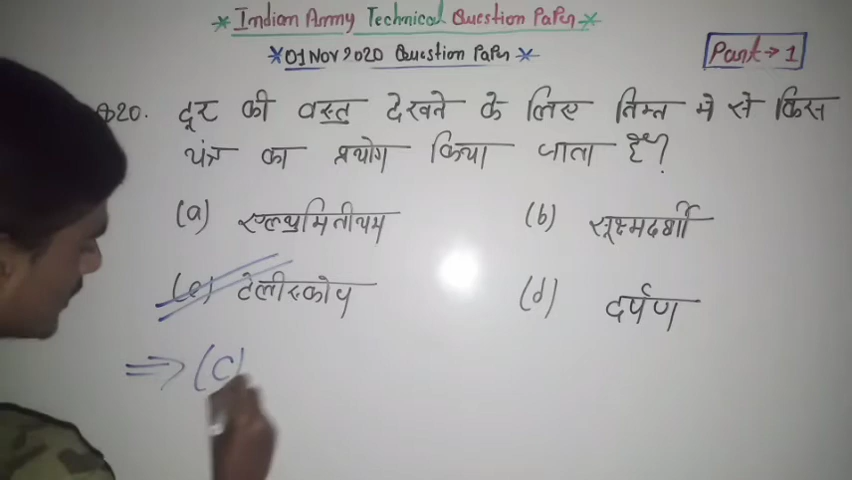 Indian Army Technical Question Paper
01 NOV 2020 Question Paper
Part → 1
Q20. दूर की वस्तु देखने के लिए निम्न मे से किस
यंत्र का प्रयोग किया जाता है?
(a) एल्युमिनीयम (b) सूक्ष्मदर्शी
(c) टेलीस्कोप (d) दर्पण
⇒ (C)